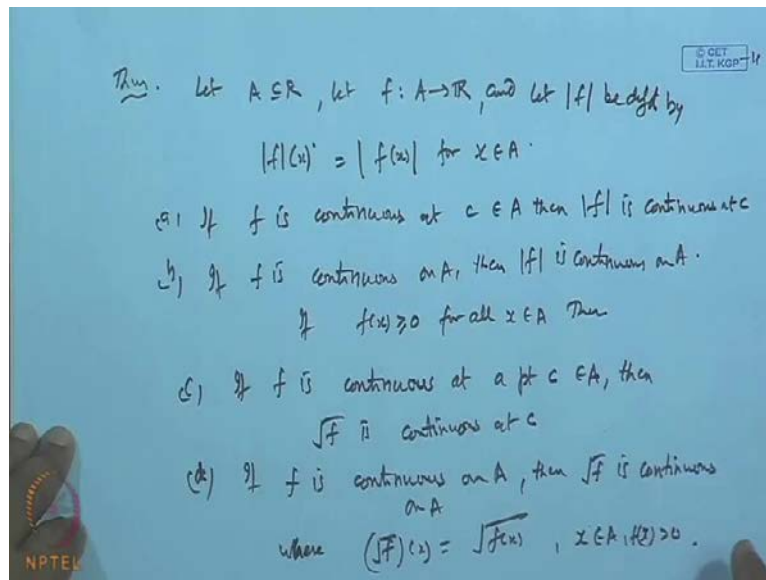 © CET
I.I.T. KGP
Thm. Let A ⊆ R, let f: A→R, and let |f| be defd by
|f|(x) = |f(x)| for x ∈ A.
(a) If f is continuous at c ∈ A then |f| is continuous at c
(b) If f is continuous on A, then |f| is continuous on A.
If f(x) ≥ 0 for all x ∈ A Then
(c) If f is continuous at a pt c ∈ A, then
√f is continuous at c
(d) If f is continuous on A, then √f is continuous
on A
where (√f)(x) = √f(x), x ∈ A, f(x) ≥ 0.
NPTEL